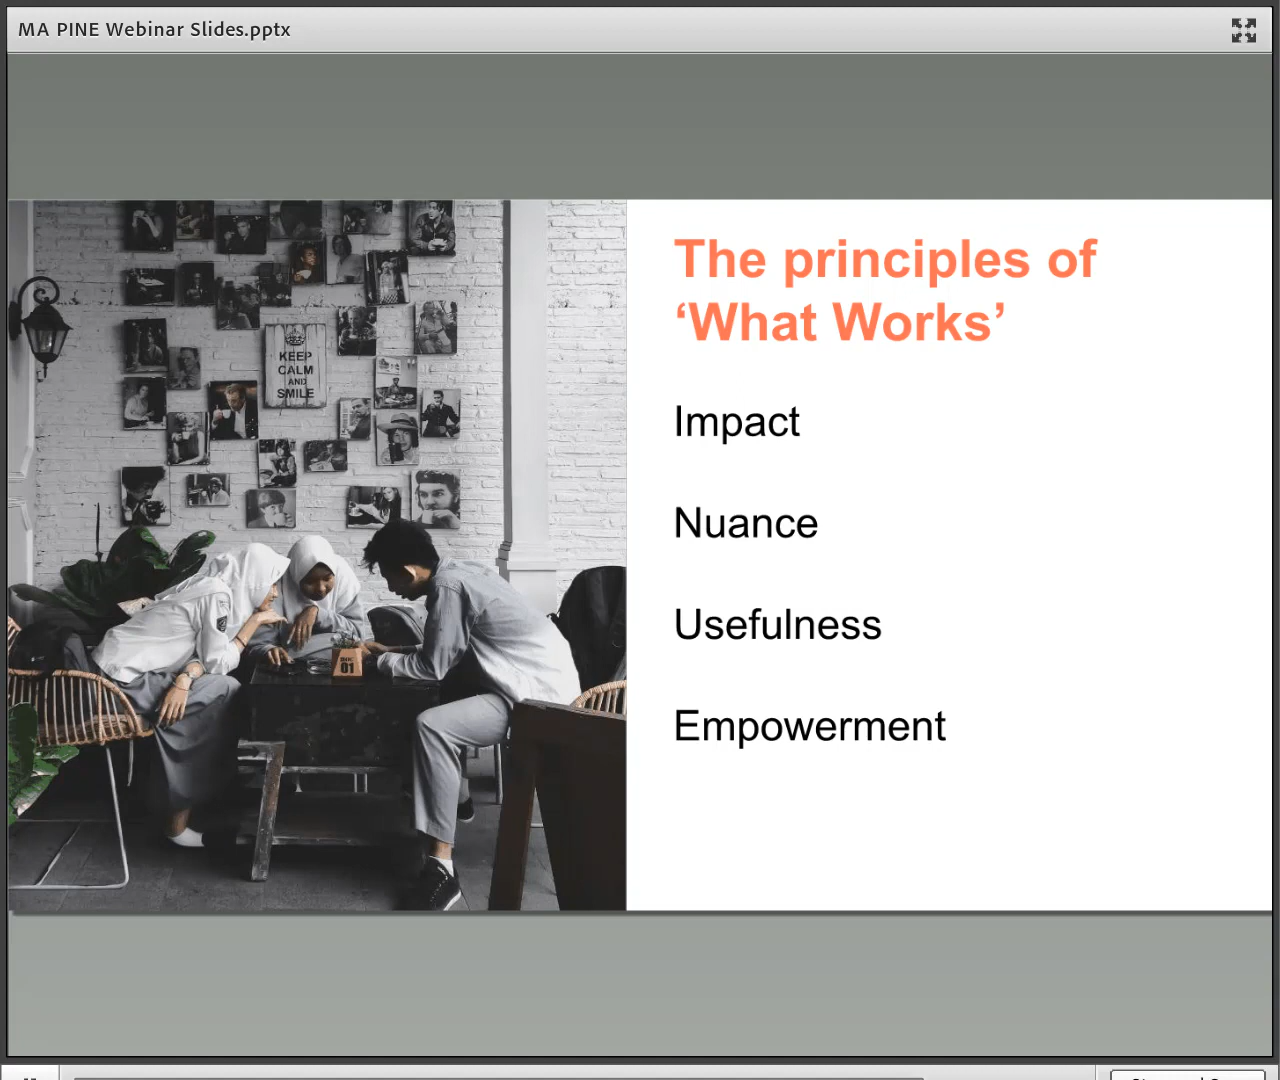 MA PINE Webinar Slides.pptx
The principles of
‘What Works’
Impact
Nuance
Usefulness
Empowerment
KEEP
CALM
AND
SMILE
01